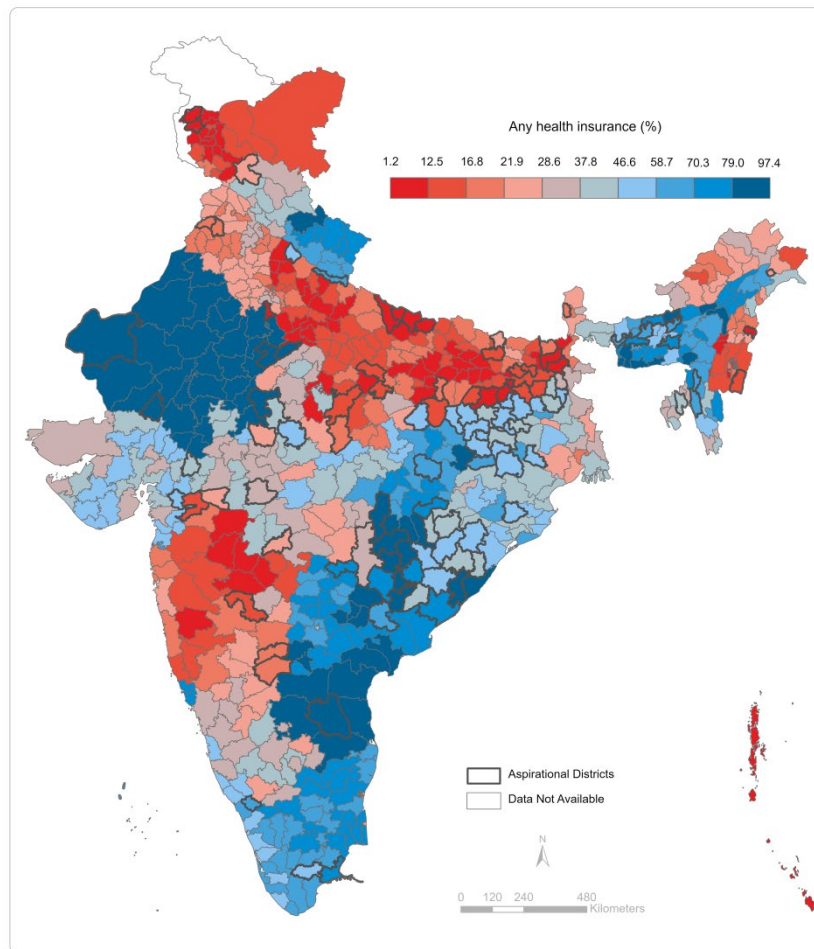 Any health insurance (%)
1.2 12.5 16.8 21.9 28.6 37.8 46.6 58.7 70.3 79.0 97.4
Aspirational Districts
Data Not Available
N
0 120 240 480
Kilometers